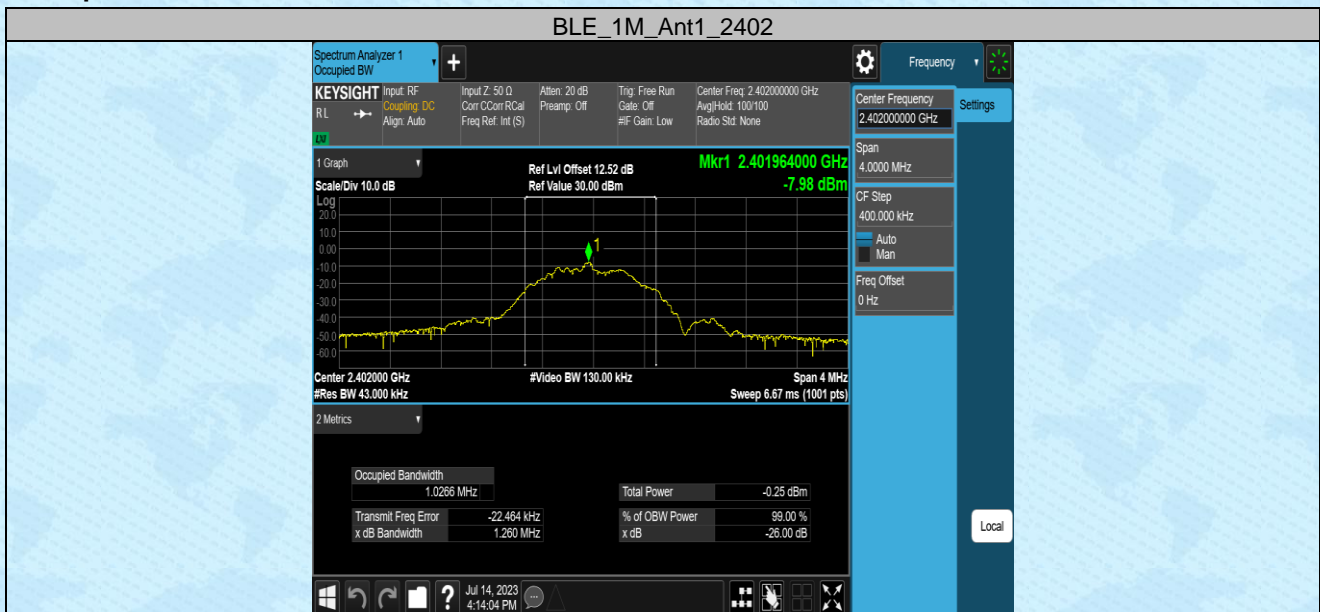 BLE_1M_Ant1_2402
Spectrum Analyzer 1
Occupied BW
+
Frequency
KEYSIGHT
RL
Input: RF
Coupling: DC
Align: Auto
Input Z: 50 Ω
Corr CCorr RCal
Freq Ref: Int (S)
Atten: 20 dB
Preamp: Off
Trig: Free Run
Gate: Off
#IF Gain: Low
Center Freq: 2.402000000 GHz
Avg|Hold: 100/100
Radio Std: None
Center Frequency
2.402000000 GHz
Settings
Span
4.0000 MHz
CF Step
400.000 kHz
Auto
Man
Freq Offset
0 Hz
Local
1 Graph
Scale/Div 10.0 dB
Ref Lvl Offset 12.52 dB
Ref Value 30.00 dBm
Mkr1 2.401964000 GHz
-7.98 dBm
Log
20.0
10.0
0.00
-10.0
-20.0
-30.0
-40.0
-50.0
-60.0
1
Center 2.402000 GHz
#Video BW 130.00 kHz
Span 4 MHz
#Res BW 43.000 kHz
Sweep 6.67 ms (1001 pts)
2 Metrics
Occupied Bandwidth
1.0266 MHz
Total Power -0.25 dBm
Transmit Freq Error -22.464 kHz
% of OBW Power 99.00 %
x dB Bandwidth 1.260 MHz
x dB -26.00 dB
?
Jul 14, 2023
4:14:04 PM